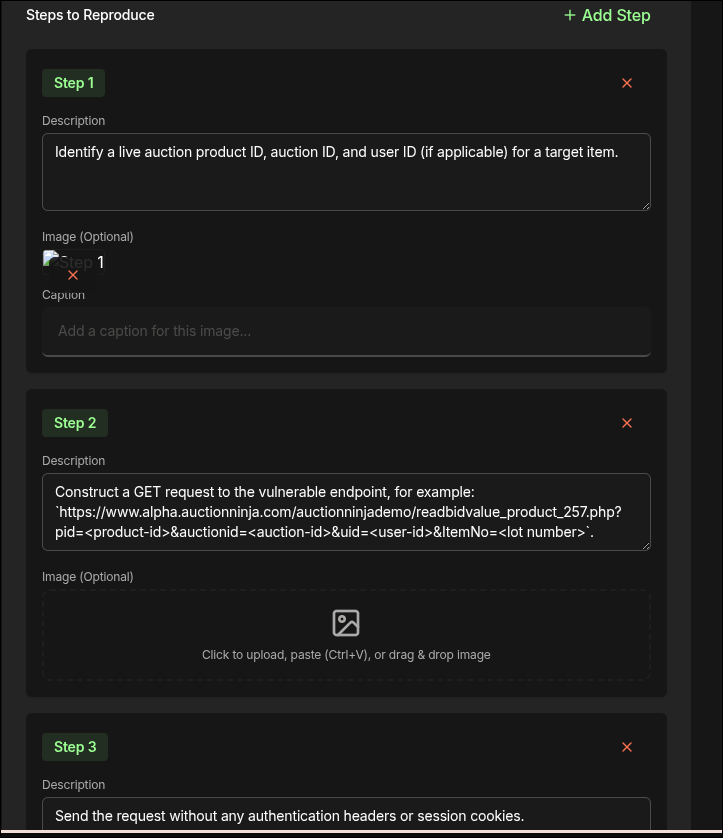 Steps to Reproduce
+ Add Step
Step 1
Description
Identify a live auction product ID, auction ID, and user ID (if applicable) for a target item.
Image (Optional)
Step 1
Caption
Add a caption for this image...
Step 2
Description
Construct a GET request to the vulnerable endpoint, for example:
`https://www.alpha.auctionninja.com/auctionninjademo/readbidvalue_product_257.php?
pid=<product-id>&auctionid=<auction-id>&uid=<user-id>&ItemNo=<lot number>`.
Image (Optional)
Click to upload, paste (Ctrl+V), or drag & drop image
Step 3
Description
Send the request without any authentication headers or session cookies.